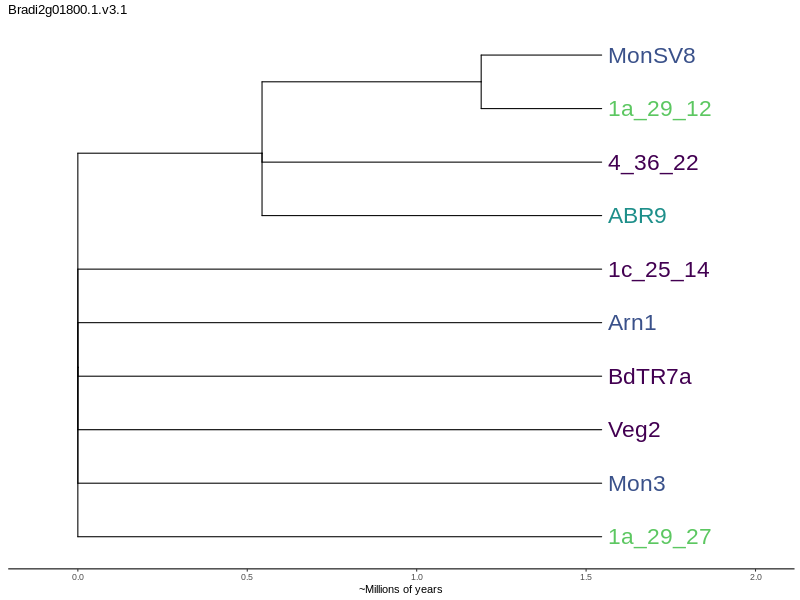 Bradi2g01800.1.v3.1
MonSV8
1a_29_12
4_36_22
ABR9
1c_25_14
Arn1
BdTR7a
Veg2
Mon3
1a_29_27
0.0 0.5 1.0 1.5 2.0
~Millions of years